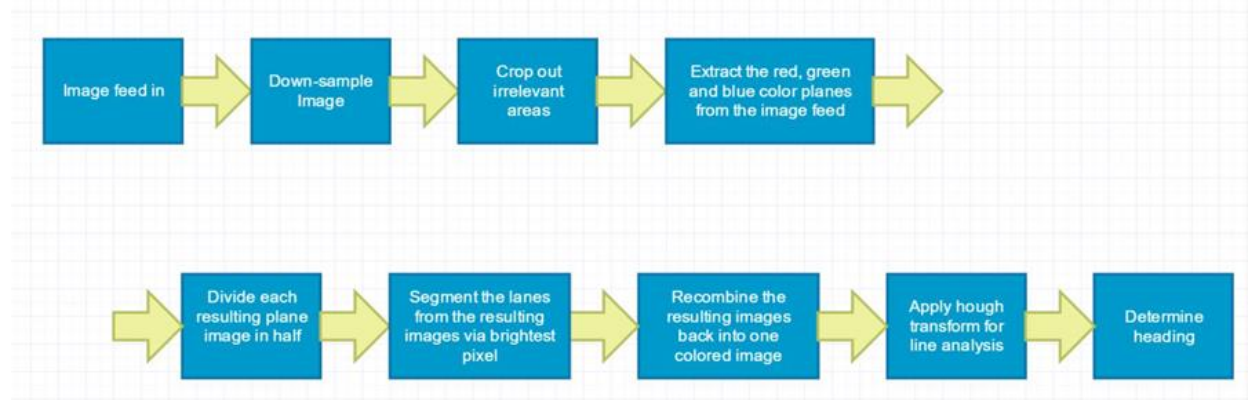 Image feed in
Down-sample
Image
Crop out
irrelevant
areas
Extract the red, green
and blue color planes
from the image feed
Divide each
resulting plane
image in half
Segment the lanes
from the resulting
images via brightest
pixel
Recombine the
resulting images
back into one
colored image
Apply hough
transform for
line analysis
Determine
heading